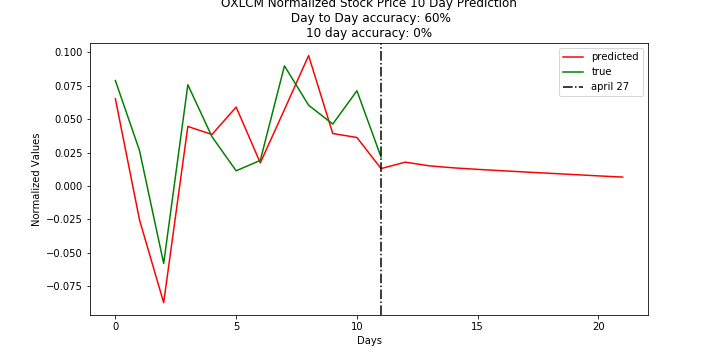 OXLCM Normalized Stock Price 10 Day Prediction
Day to Day accuracy: 60%
10 day accuracy: 0%
predicted
true
april 27
0.100
0.075
0.050
0.025
0.000
−0.025
−0.050
−0.075
Normalized Values
0 5 10 15 20
Days